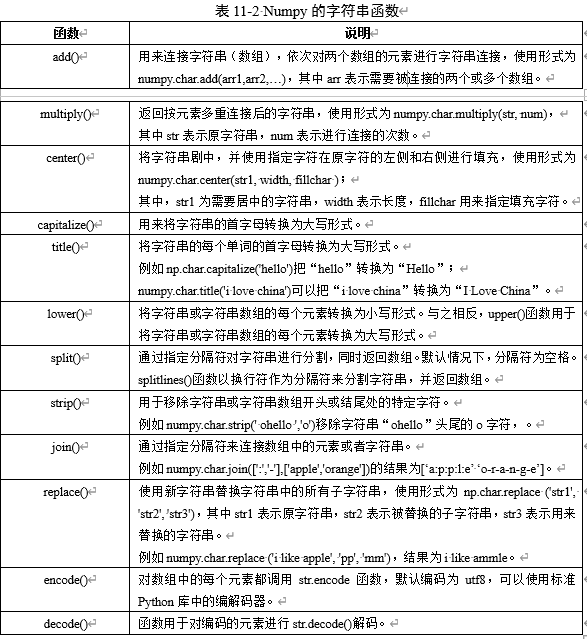 表 11-2 Numpy 的字符串函数
函数 说明
add() 用来连接字符串（数组），依次对两个数组的元素进行字符串连接，使用形式为
numpy.char.add(arr1,arr2,…)，其中 arr 表示需要被连接的两个或多个数组。
multiply() 返回按元素多重连接后的字符串，使用形式为 numpy.char.multiply(str, num)，
其中 str 表示原字符串，num 表示进行连接的次数。
center() 将字符串剧中，并使用指定字符在原字符的左侧和右侧进行填充，使用形式为
numpy.char.center(str1, width, fillchar )；
其中，str1 为需要居中的字符串，width 表示长度，fillchar 用来指定填充字符。
capitalize() 用来将字符串的首字母转换为大写形式。
title() 将字符串的每个单词的首字母转换为大写形式。
例如 np.char.capitalize('hello')把“hello”转换为“Hello”；
numpy.char.title('i love china')可以把“i love china”转换为“I Love China”。
lower() 将字符串或字符串数组的每个元素转换为小写形式。与之相反，upper()函数用于
将字符串或字符串数组的每个元素转换为大写形式。
split() 通过指定分隔符对字符串进行分割，同时返回数组。默认情况下，分隔符为空格。
splitlines()函数以换行符作为分隔符来分割字符串，并返回数组。
strip() 用于移除字符串或字符串数组开头或结尾处的特定字符。
例如 numpy.char.strip(' ohello ','o')移除字符串“ohello”头尾的 o 字符，。
join() 通过指定分隔符来连接数组中的元素或者字符串。
例如 numpy.char.join([':','-'],['apple','orange'])的结果为[‘a:p:p:l:e’ ‘o-r-a-n-g-e’]。
replace() 使用新字符串替换字符串中的所有子字符串，使用形式为 np.char.replace ('str1',
'str2', 'str3')，其中 str1 表示原字符串，str2 表示被替换的子字符串，str3 表示用来
替换的字符串。
例如 numpy.char.replace ('i like apple', 'pp', 'mm')，结果为 i like ammle。
encode() 对数组中的每个元素都调用 str.encode 函数，默认编码为 utf8，可以使用标准
Python 库中的编解码器。
decode() 函数用于对编码的元素进行 str.decode()解码。